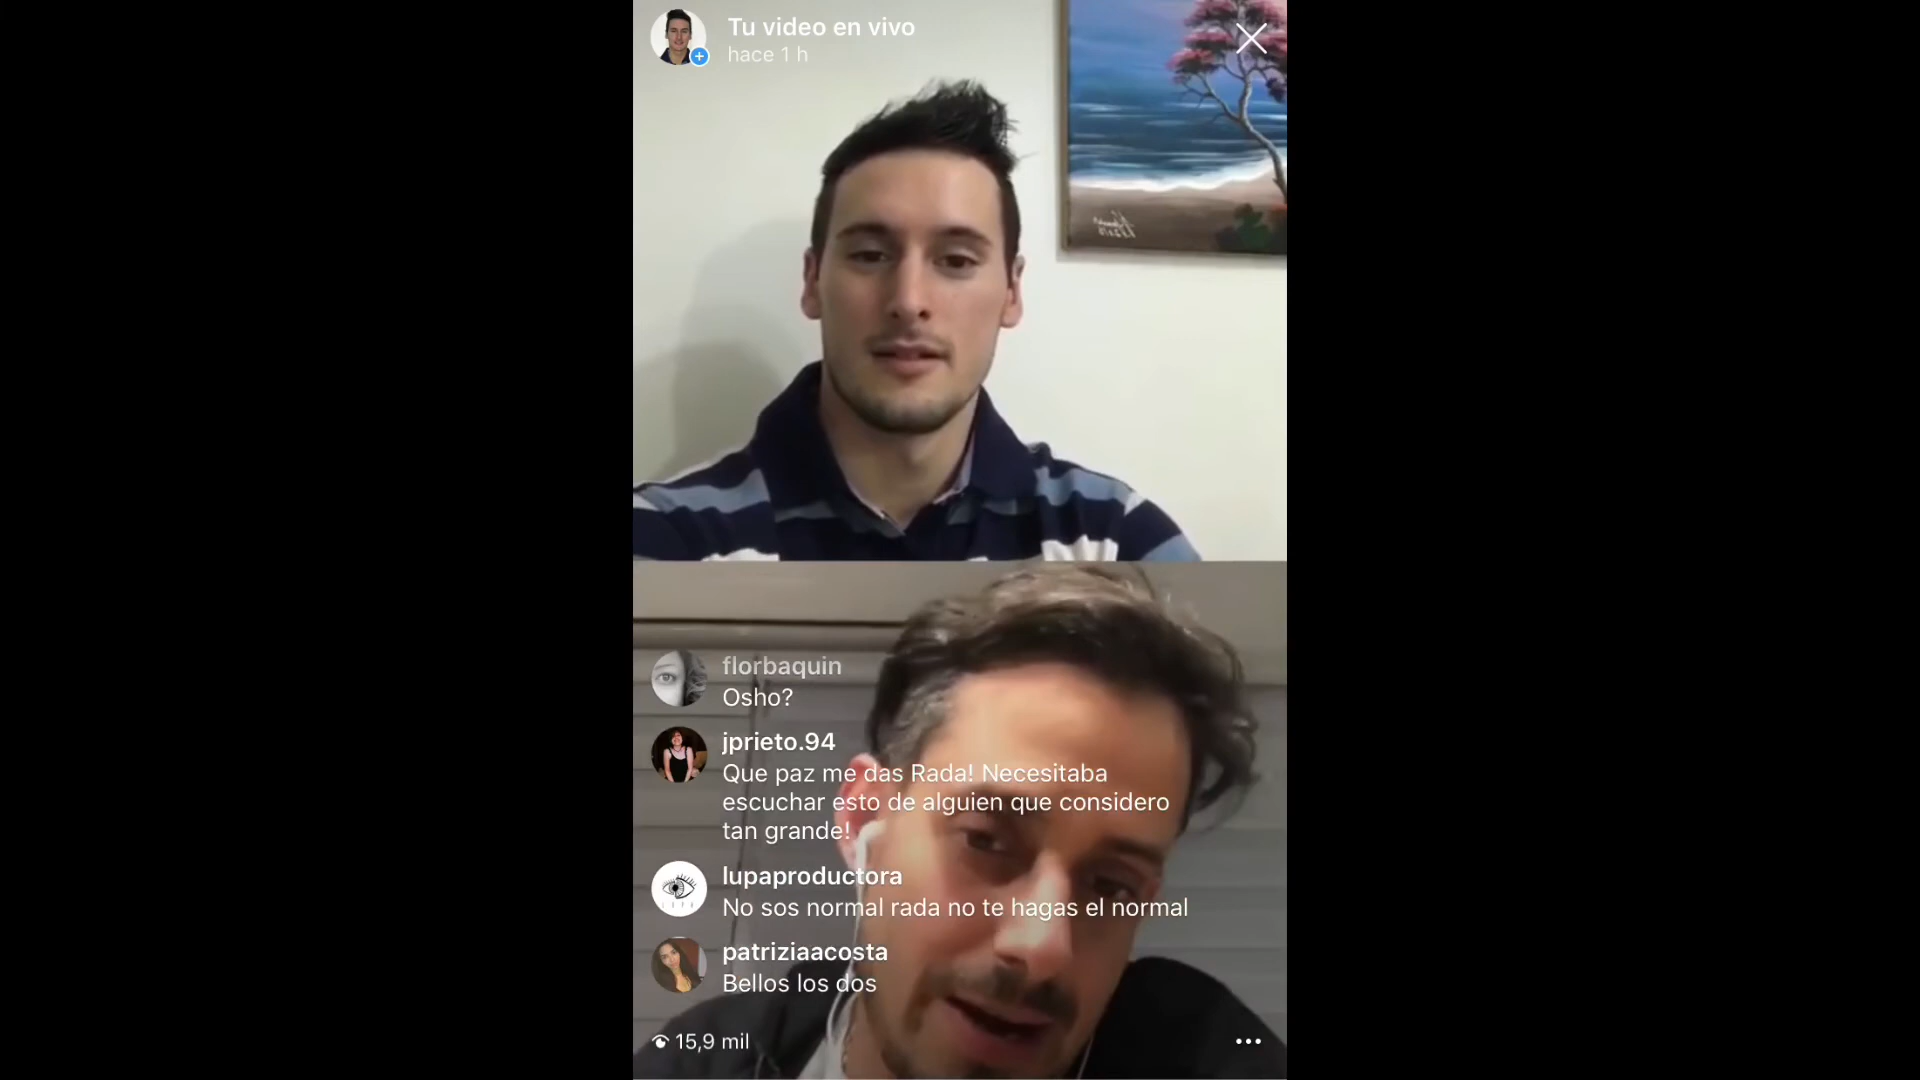 Tu video en vivo
hace 1 h
florbaquin
Osho?
jprieto.94
Que paz me das Rada! Necesitaba
escuchar esto de alguien que considero
tan grande!
lupaproductora
No sos normal rada no te hagas el normal
patriziaacosta
Bellos los dos
15,9 mil